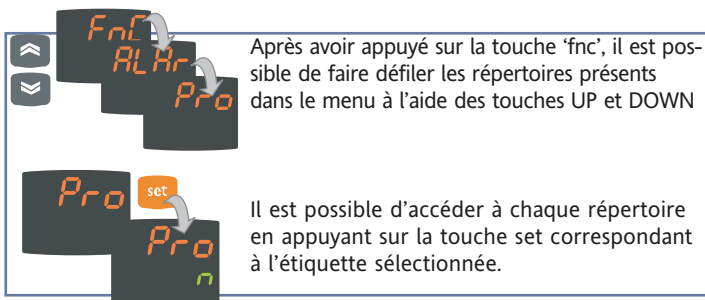 FnC
ALAr
Pro
Après avoir appuyé sur la touche ‘fnc’, il est pos-
sible de faire défiler les répertoires présents
dans le menu à l’aide des touches UP et DOWN
Pro
set
Pro
n
Il est possible d’accéder à chaque répertoire
en appuyant sur la touche set correspondant
à l’étiquette sélectionnée.